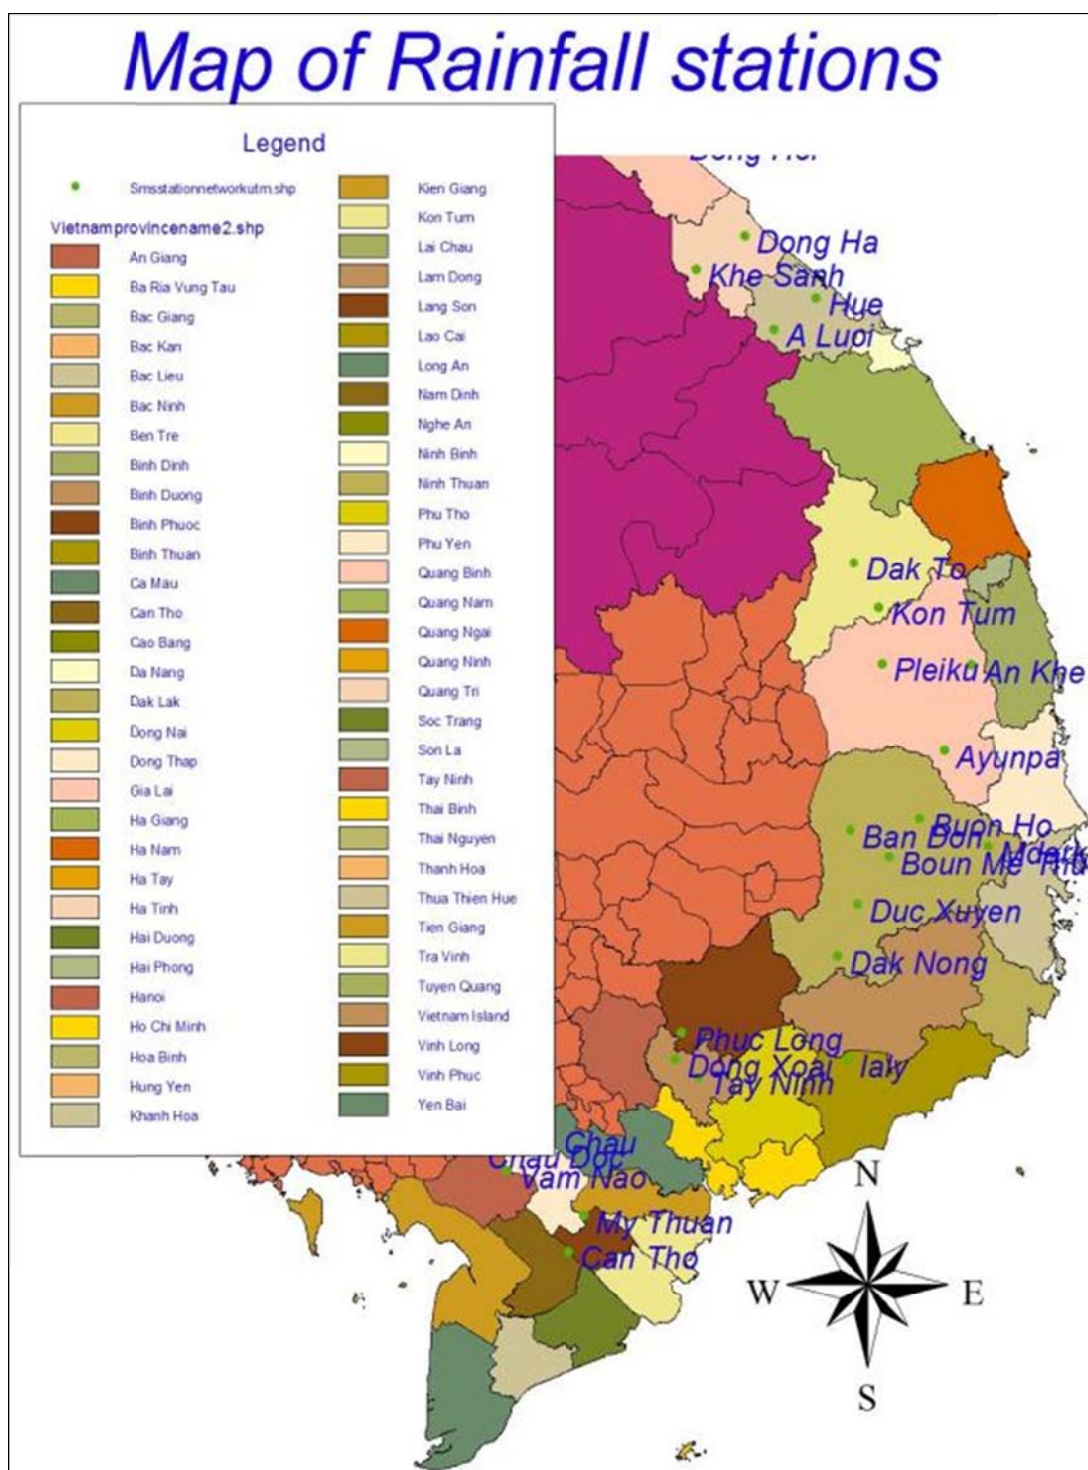 Map of Rainfall stations
Legend
Smsstationnetworkutm.shp
Vietnamprovincename2.shp
An Giang
Ba Ria Vung Tau
Bac Giang
Bac Kan
Bac Lieu
Bac Ninh
Ben Tre
Binh Dinh
Binh Duong
Binh Phuoc
Binh Thuan
Ca Mau
Can Tho
Cao Bang
Da Nang
Dak Lak
Dong Nai
Dong Thap
Gia Lai
Ha Giang
Ha Nam
Ha Tay
Ha Tinh
Hai Duong
Hai Phong
Hanoi
Ho Chi Minh
Hoa Binh
Hung Yen
Khanh Hoa
Kien Giang
Kon Tum
Lai Chau
Lam Dong
Lang Son
Lao Cai
Long An
Nam Dinh
Nghe An
Ninh Binh
Ninh Thuan
Phu Tho
Phu Yen
Quang Binh
Quang Nam
Quang Ngai
Quang Ninh
Quang Tri
Soc Trang
Son La
Tay Ninh
Thai Binh
Thai Nguyen
Thanh Hoa
Thua Thien Hue
Tien Giang
Tra Vinh
Tuyen Quang
Vietnam Island
Vinh Long
Vinh Phuc
Yen Bai
Dong Ha
Khe Sanh
Hue
A Luoi
Dak To
Kon Tum
Pleiku
An Khe
Ayunpa
Buon Ho
Ban Don
Boun Me
Duc Xuyen
Dak Nong
Phuc Long
Dong Xoai
Ialy
Tay Ninh
Chau
Chau Doc
Vam Nao
My Thuan
Can Tho
N
W
E
S